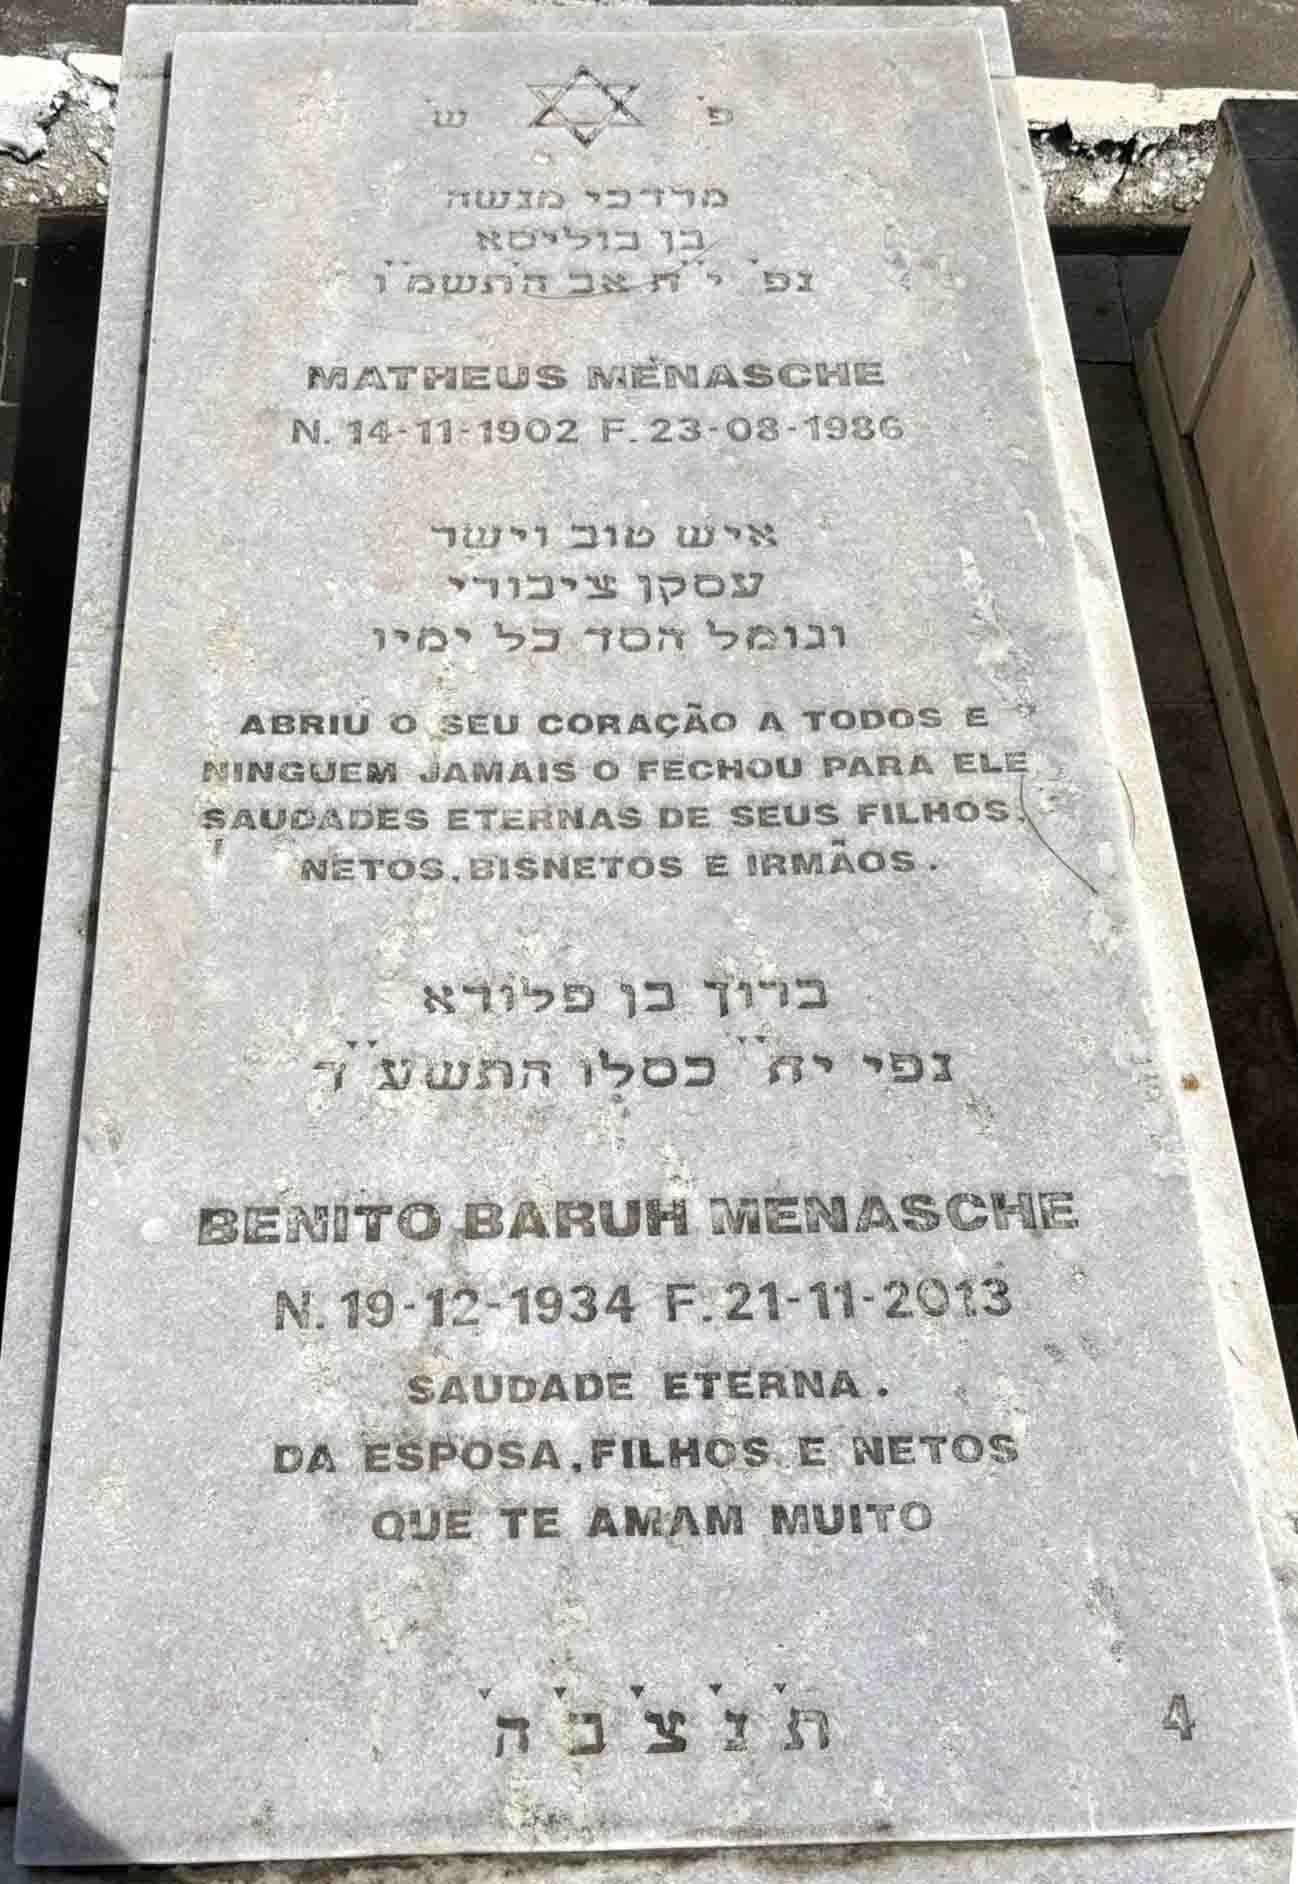 פ' ש'
מרדכי מנשה
בן בוליסא
נפ' י"ח אב ה'תשמ"ו
MATHEUS MENASCHE
N. 14-11-1902 F. 23-08-1986
איש טוב וישר
עסקן ציבורי
וגומל חסד כל ימיו
ABRIU O SEU CORAÇÃO A TODOS E
NINGUEM JAMAIS O FECHOU PARA ELE
SAUDADES ETERNAS DE SEUS FILHOS.
NETOS, BISNETOS E IRMÃOS.
ברוך בן פלורא
נפי יח" כסלו התשע"ד
BENITO BARUH MENASCHE
N. 19-12-1934 F. 21-11-2013
SAUDADE ETERNA.
DA ESPOSA, FILHOS E NETOS
QUE TE AMAM MUITO
ת' נ' צ' ב' ה'
4